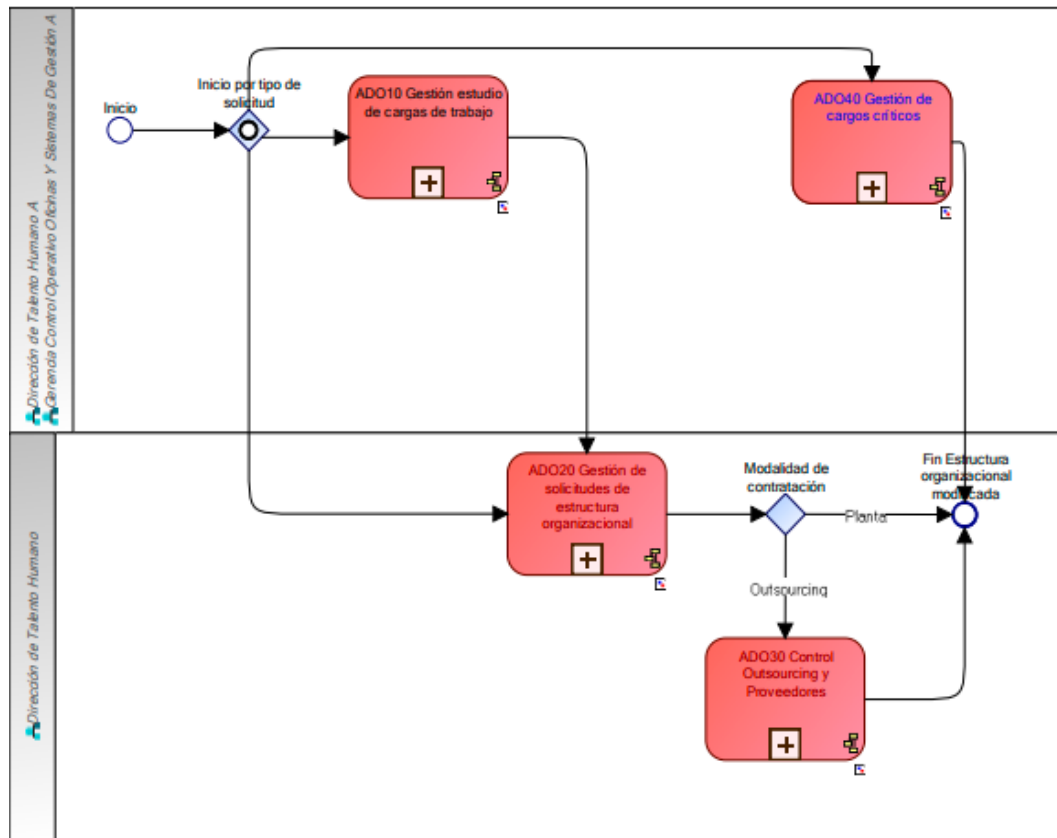 Dirección de Talento Humano A
Gerencia Control Operativo Oficinas Y Sistemas De Gestión A
Inicio
Inicio por tipo de
solicitud
ADO10 Gestión estudio
de cargas de trabajo
ADO40 Gestión de
cargos críticos
Dirección de Talento Humano
ADO20 Gestión de
solicitudes de
estructura
organizacional
Modalidad de
contratación
Planta
Outsourcing
Fin Estructura
organizacional
modificada
ADO30 Control
Outsourcing y
Proveedores